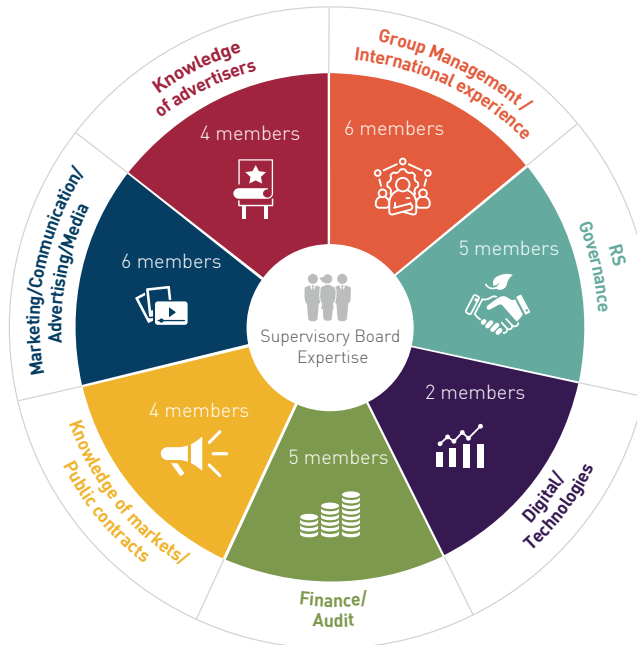 Knowledge
of advertisers
4 members
Group Management /
International experience
6 members
RS
Governance
5 members
Digital/
Technologies
2 members
Finance/
Audit
5 members
Knowledge of markets/
Public contracts
4 members
Marketing/Communication/
Advertising/Media
6 members
Supervisory Board
Expertise